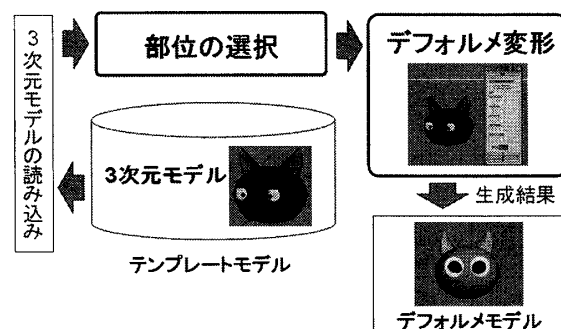 3次元モデルの読み込み
部位の選択
デフォルメ変形
3次元モデル
テンプレートモデル
生成結果
デフォルメモデル